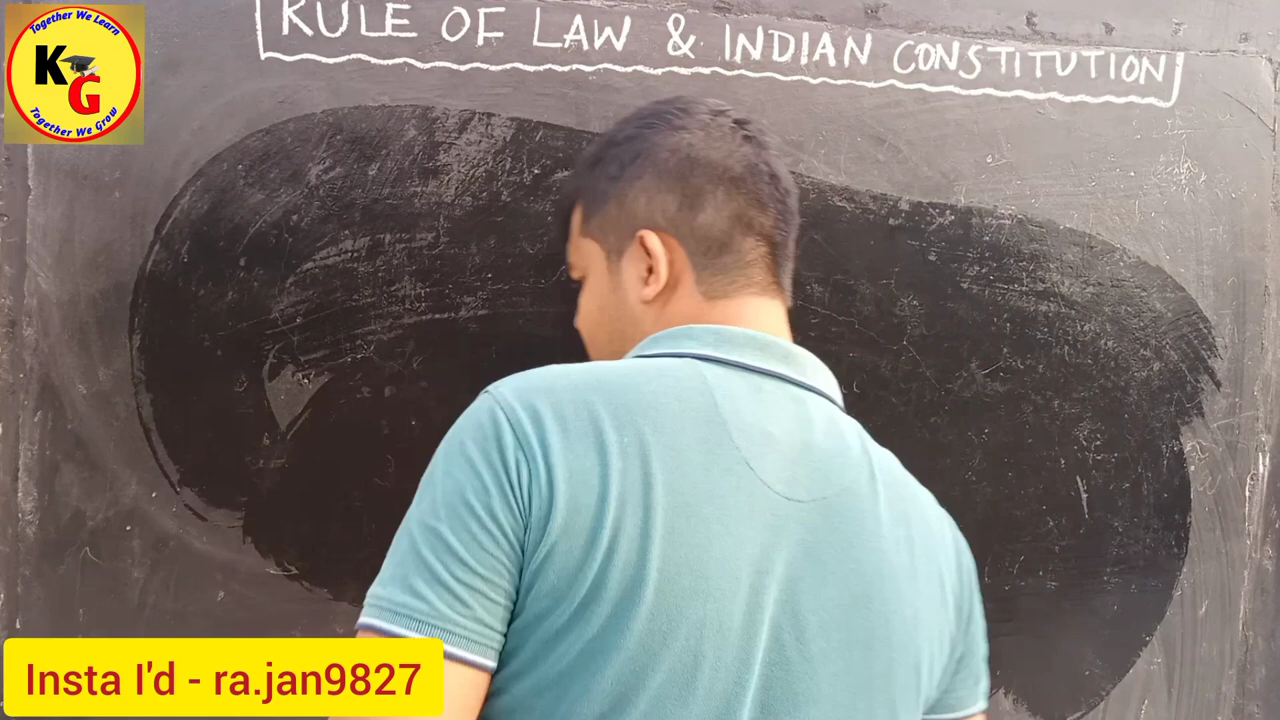 Together We Learn
KG
Together We Grow
RULE OF LAW & INDIAN CONSTITUTION
Insta I'd - ra.jan9827